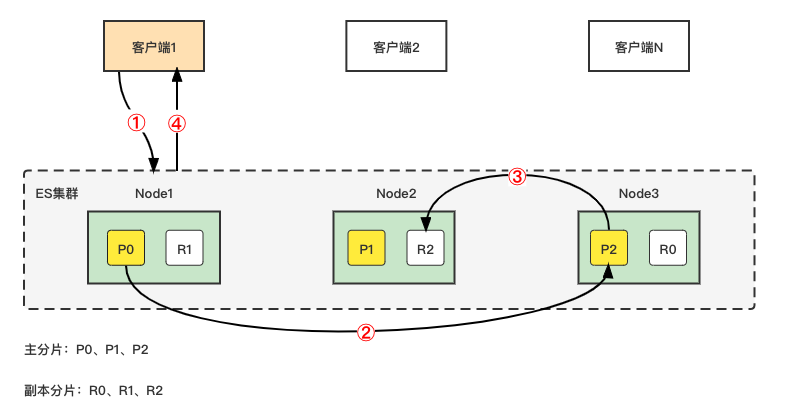 客户端1
客户端2
客户端N
①
④
③
ES集群
Node1
Node2
Node3
P0
R1
P1
R2
P2
R0
②
主分片：P0、P1、P2
副本分片：R0、R1、R2